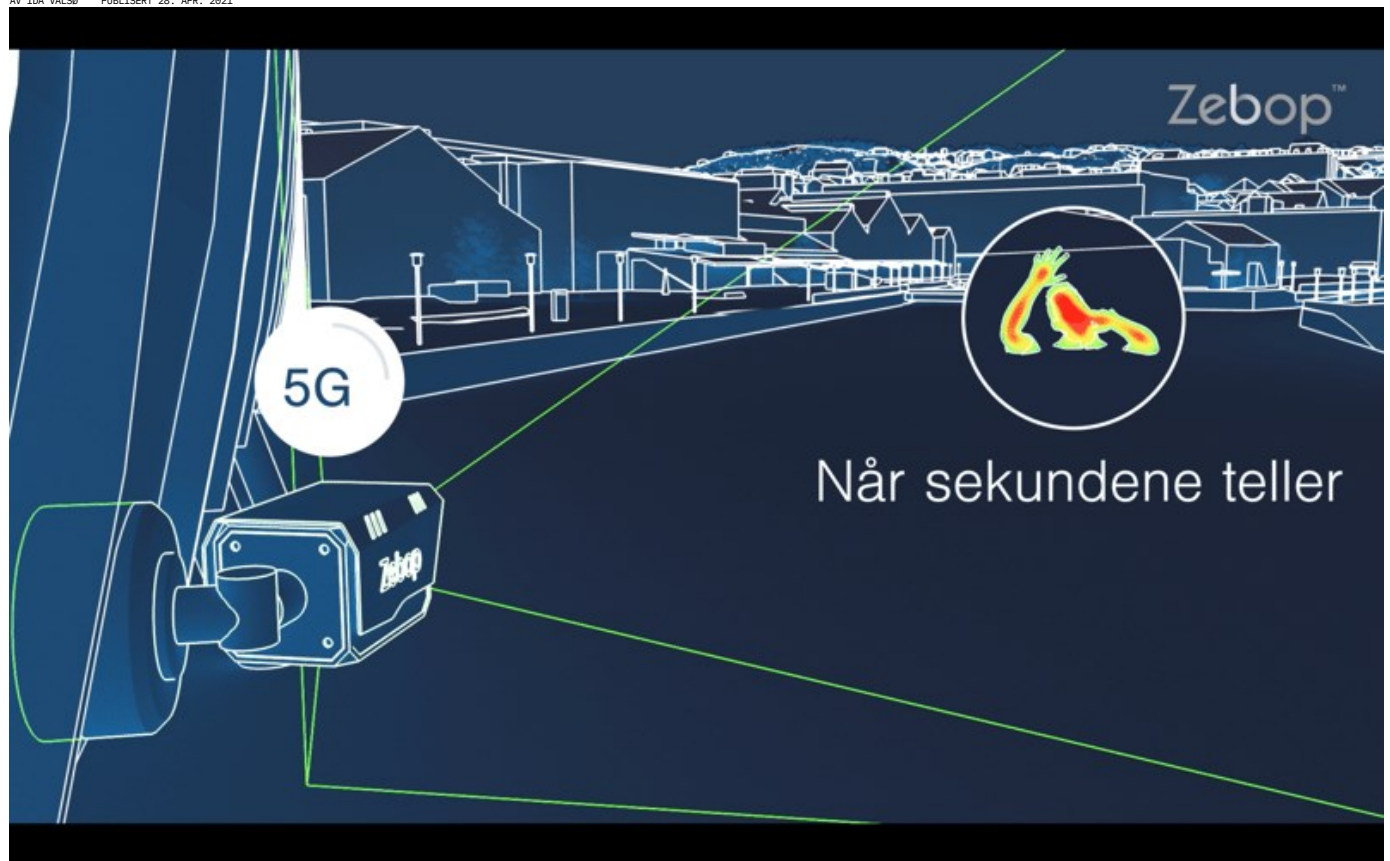 AV IDA VALSØ PUBLISERT 28. APR. 2021
Zebop™
5G
Når sekundene teller
Zebop